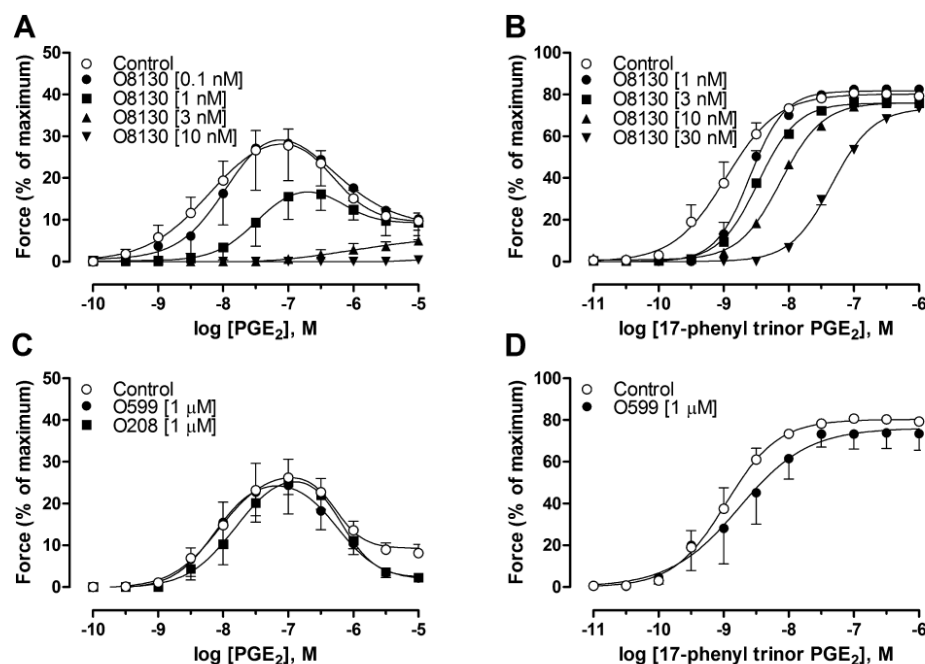 A
Force (% of maximum)
50
40
30
20
10
0
Control
O8130 [0.1 nM]
O8130 [1 nM]
O8130 [3 nM]
O8130 [10 nM]
-10 -9 -8 -7 -6 -5
log [PGE₂], M
B
Force (% of maximum)
100
80
60
40
20
0
Control
O8130 [1 nM]
O8130 [3 nM]
O8130 [10 nM]
O8130 [30 nM]
-11 -10 -9 -8 -7 -6
log [17-phenyl trinor PGE₂], M
C
Force (% of maximum)
50
40
30
20
10
0
Control
O599 [1 μM]
O208 [1 μM]
-10 -9 -8 -7 -6 -5
log [PGE₂], M
D
Force (% of maximum)
80
60
40
20
0
Control
O599 [1 μM]
-11 -10 -9 -8 -7 -6
log [17-phenyl trinor PGE₂], M